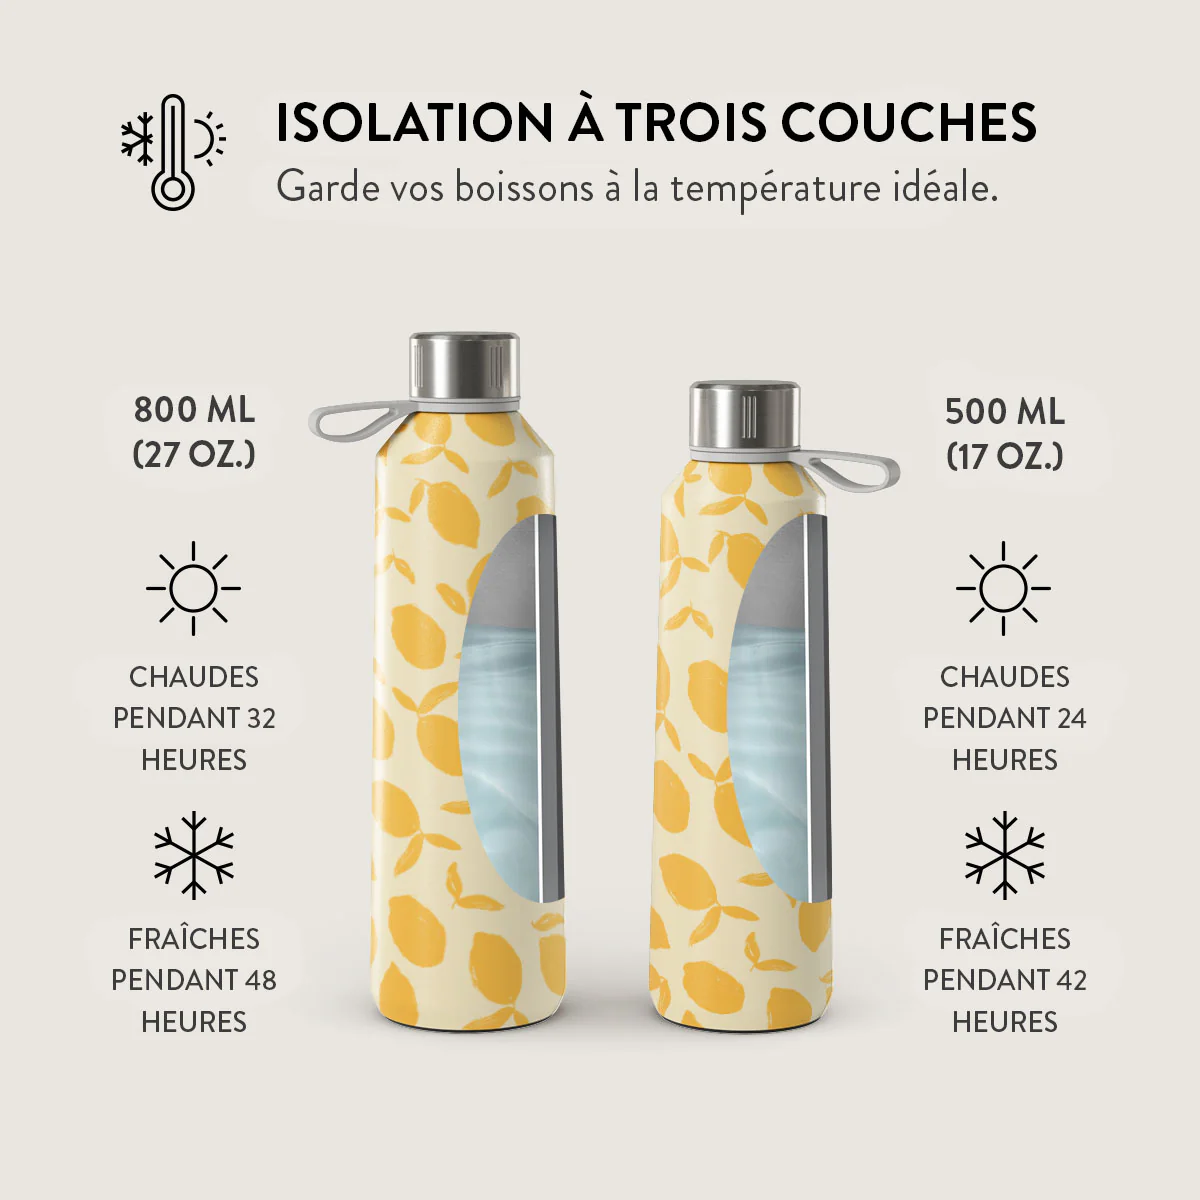 ISOLATION À TROIS COUCHES
Garde vos boissons à la température idéale.
800 ML
(27 OZ.)
CHAUDES
PENDANT 32
HEURES
FRAÎCHES
PENDANT 48
HEURES
500 ML
(17 OZ.)
CHAUDES
PENDANT 24
HEURES
FRAÎCHES
PENDANT 42
HEURES